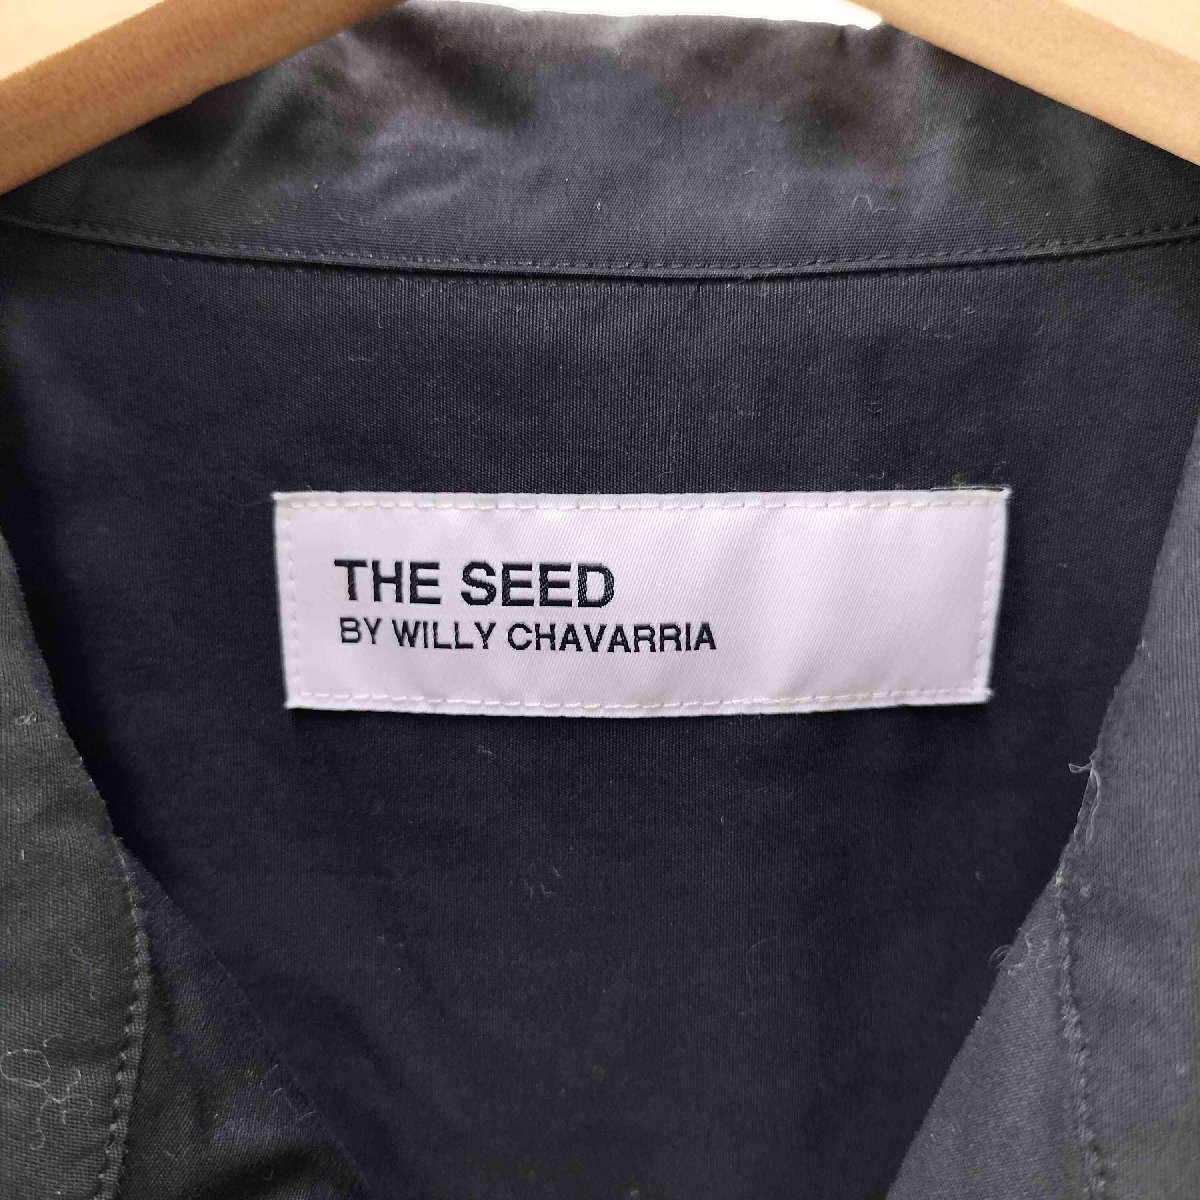 THE SEED
BY WILLY CHAVARRIA